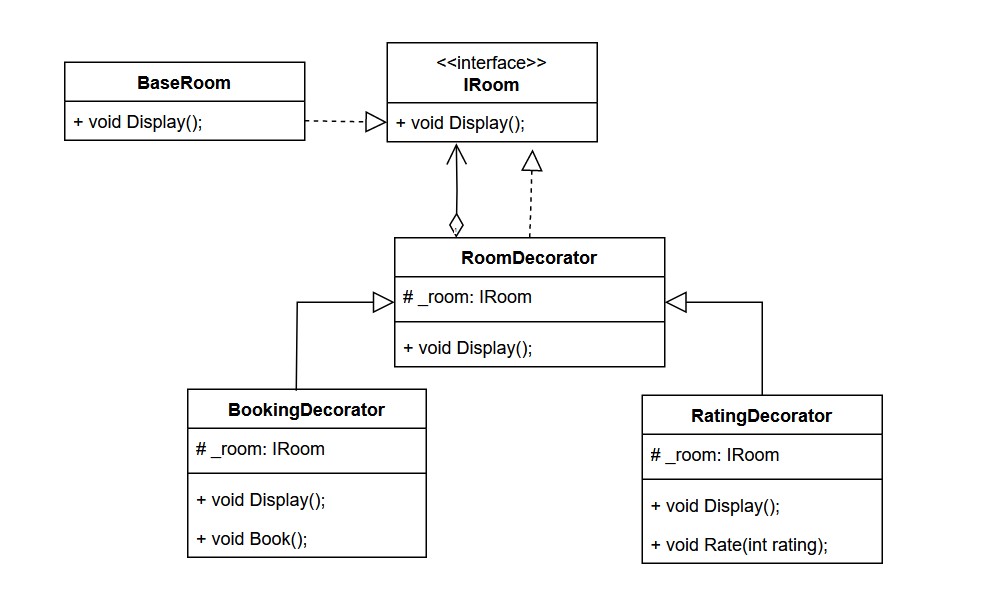 BaseRoom
+ void Display();
<<interface>>
IRoom
+ void Display();
RoomDecorator
# _room: IRoom
+ void Display();
BookingDecorator
# _room: IRoom
+ void Display();
+ void Book();
RatingDecorator
# _room: IRoom
+ void Display();
+ void Rate(int rating);